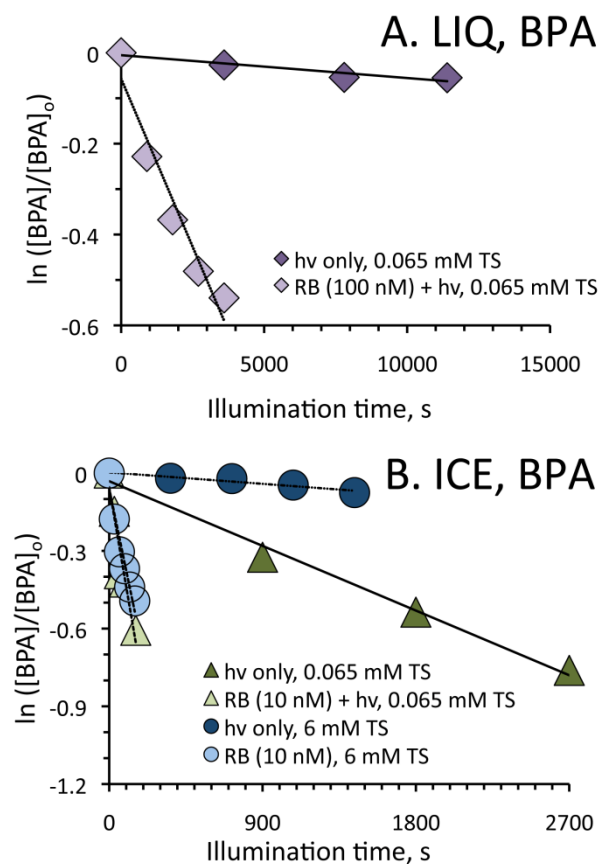 A. LIQ, BPA
ln ([BPA]/[BPA]o)
0
-0.2
-0.4
-0.6
hv only, 0.065 mM TS
RB (100 nM) + hv, 0.065 mM TS
0 5000 10000 15000
Illumination time, s
B. ICE, BPA
ln ([BPA]/[BPA]o)
0
-0.3
-0.6
-0.9
-1.2
hv only, 0.065 mM TS
RB (10 nM) + hv, 0.065 mM TS
hv only, 6 mM TS
RB (10 nM), 6 mM TS
0 900 1800 2700
Illumination time, s